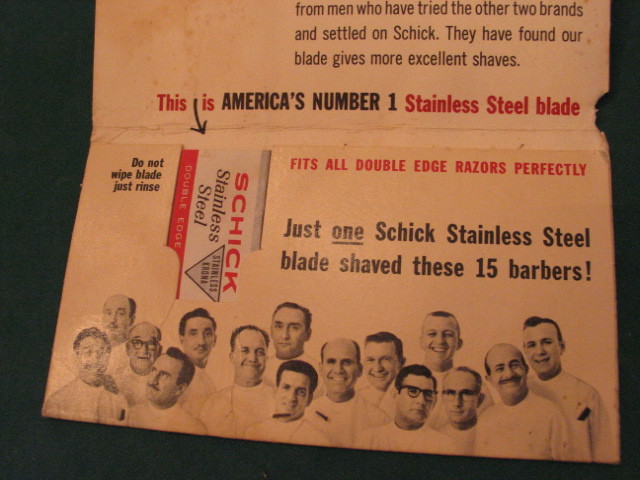 from men who have tried the other two brands
and settled on Schick. They have found our
blade gives more excellent shaves.
This is AMERICA'S NUMBER 1 Stainless Steel blade
Do not
wipe blade
just rinse
DOUBLE EDGE
SCHICK
Stainless
Steel
STAINLESS
KRONA
FITS ALL DOUBLE EDGE RAZORS PERFECTLY
Just one Schick Stainless Steel
blade shaved these 15 barbers!